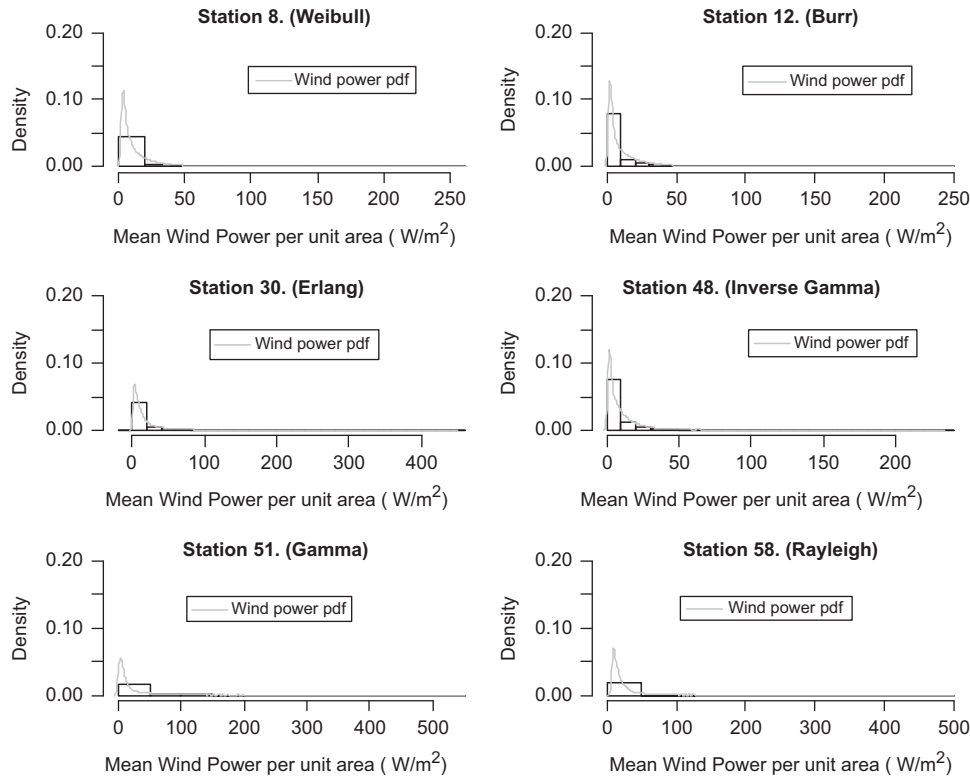 Station 8. (Weibull)
0.20
0.10
0.00
Density
Wind power pdf
0 50 100 150 200 250
Mean Wind Power per unit area ( W/m²)
Station 12. (Burr)
0.20
0.10
0.00
Density
Wind power pdf
0 50 100 150 200 250
Mean Wind Power per unit area ( W/m²)
Station 30. (Erlang)
0.20
0.10
0.00
Density
Wind power pdf
0 100 200 300 400
Mean Wind Power per unit area ( W/m²)
Station 48. (Inverse Gamma)
0.20
0.10
0.00
Density
Wind power pdf
0 50 100 150 200
Mean Wind Power per unit area ( W/m²)
Station 51. (Gamma)
0.20
0.10
0.00
Density
Wind power pdf
0 100 200 300 400 500
Mean Wind Power per unit area ( W/m²)
Station 58. (Rayleigh)
0.20
0.10
0.00
Density
Wind power pdf
0 100 200 300 400 500
Mean Wind Power per unit area ( W/m²)